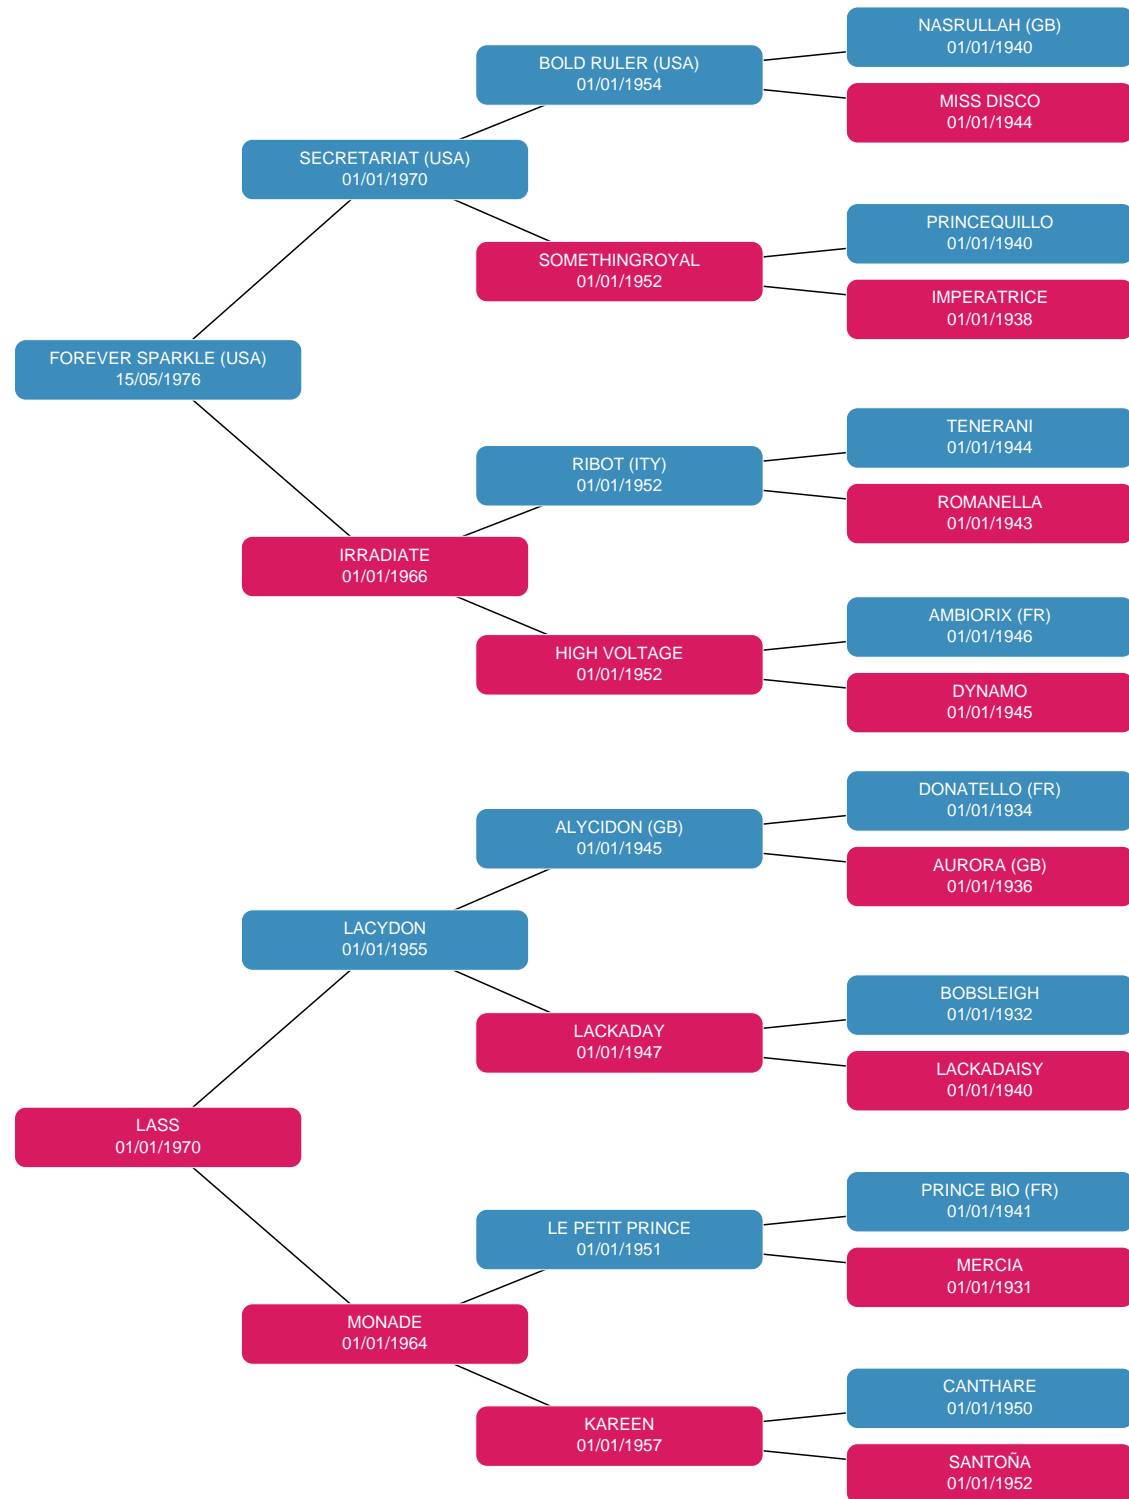 NASRULLAH (GB)
01/01/1940
BOLD RULER (USA)
01/01/1954
MISS DISCO
01/01/1944
SECRETARIAT (USA)
01/01/1970
PRINCEQUILLO
01/01/1940
SOMETHINGROYAL
01/01/1952
IMPERATRICE
01/01/1938
FOREVER SPARKLE (USA)
15/05/1976
TENERANI
01/01/1944
RIBOT (ITY)
01/01/1952
ROMANELLA
01/01/1943
IRRADIATE
01/01/1966
AMBIORIX (FR)
01/01/1946
HIGH VOLTAGE
01/01/1952
DYNAMO
01/01/1945
DONATELLO (FR)
01/01/1934
ALYCIDON (GB)
01/01/1945
AURORA (GB)
01/01/1936
LACYDON
01/01/1955
BOBSLEIGH
01/01/1932
LACKADAY
01/01/1947
LACKADAISY
01/01/1940
LASS
01/01/1970
PRINCE BIO (FR)
01/01/1941
LE PETIT PRINCE
01/01/1951
MERCIA
01/01/1931
MONADE
01/01/1964
CANTHARE
01/01/1950
KAREEN
01/01/1957
SANTOÑA
01/01/1952